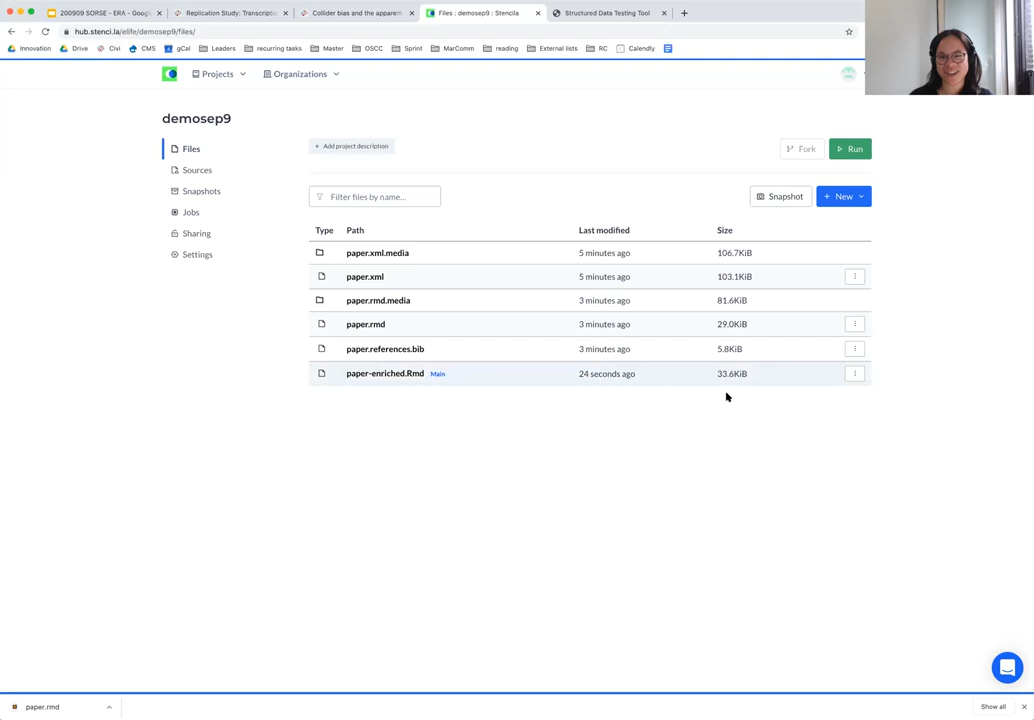 200909 SORSE - ERA - Google
Replication Study: Transcriptic
Collider bias and the apparent
Files : demosep9 : Stencila
Structured Data Testing Tool
hub.stenci.la/elife/demosep9/files/
Innovation
Drive
Civi
CMS
gCal
Leaders
recurring tasks
Master
OSCC
Sprint
MarComm
reading
External lists
RC
Calendly
Projects
Organizations
demosep9
Files
Sources
Snapshots
Jobs
Sharing
Settings
+ Add project description
Fork
Run
Filter files by name...
Snapshot
+ New
Type Path Last modified Size
paper.xml.media 5 minutes ago 106.7KiB
paper.xml 5 minutes ago 103.1KiB
paper.rmd.media 3 minutes ago 81.6KiB
paper.rmd 3 minutes ago 29.0KiB
paper.references.bib 3 minutes ago 5.8KiB
paper-enriched.Rmd Main 24 seconds ago 33.6KiB
paper.rmd
Show all